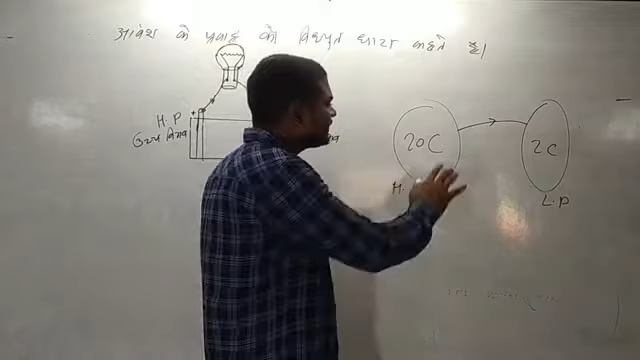 आवेश के प्रवाह को विद्युत धारा कहते है।
H.P
उच्च विभव
20C
2C
H.
L.P